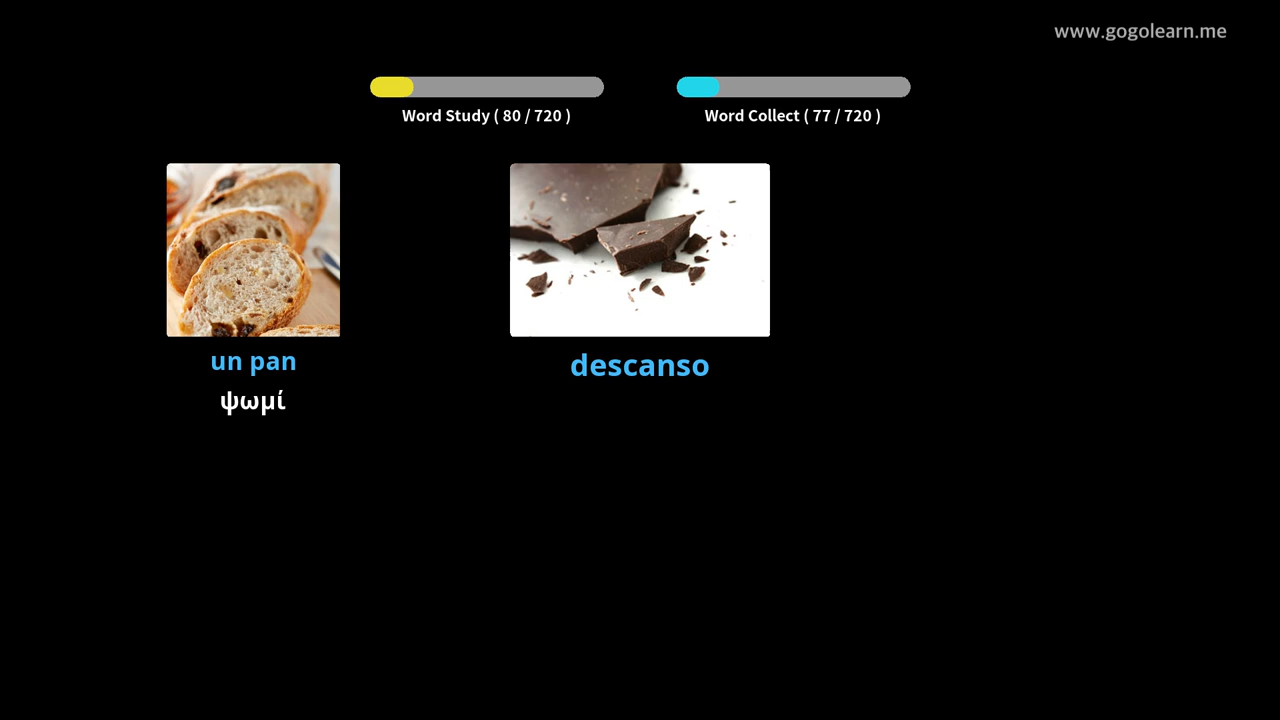 www.gogolearn.me
Word Study ( 80 / 720 )
Word Collect ( 77 / 720 )
un pan
ψωμί
descanso